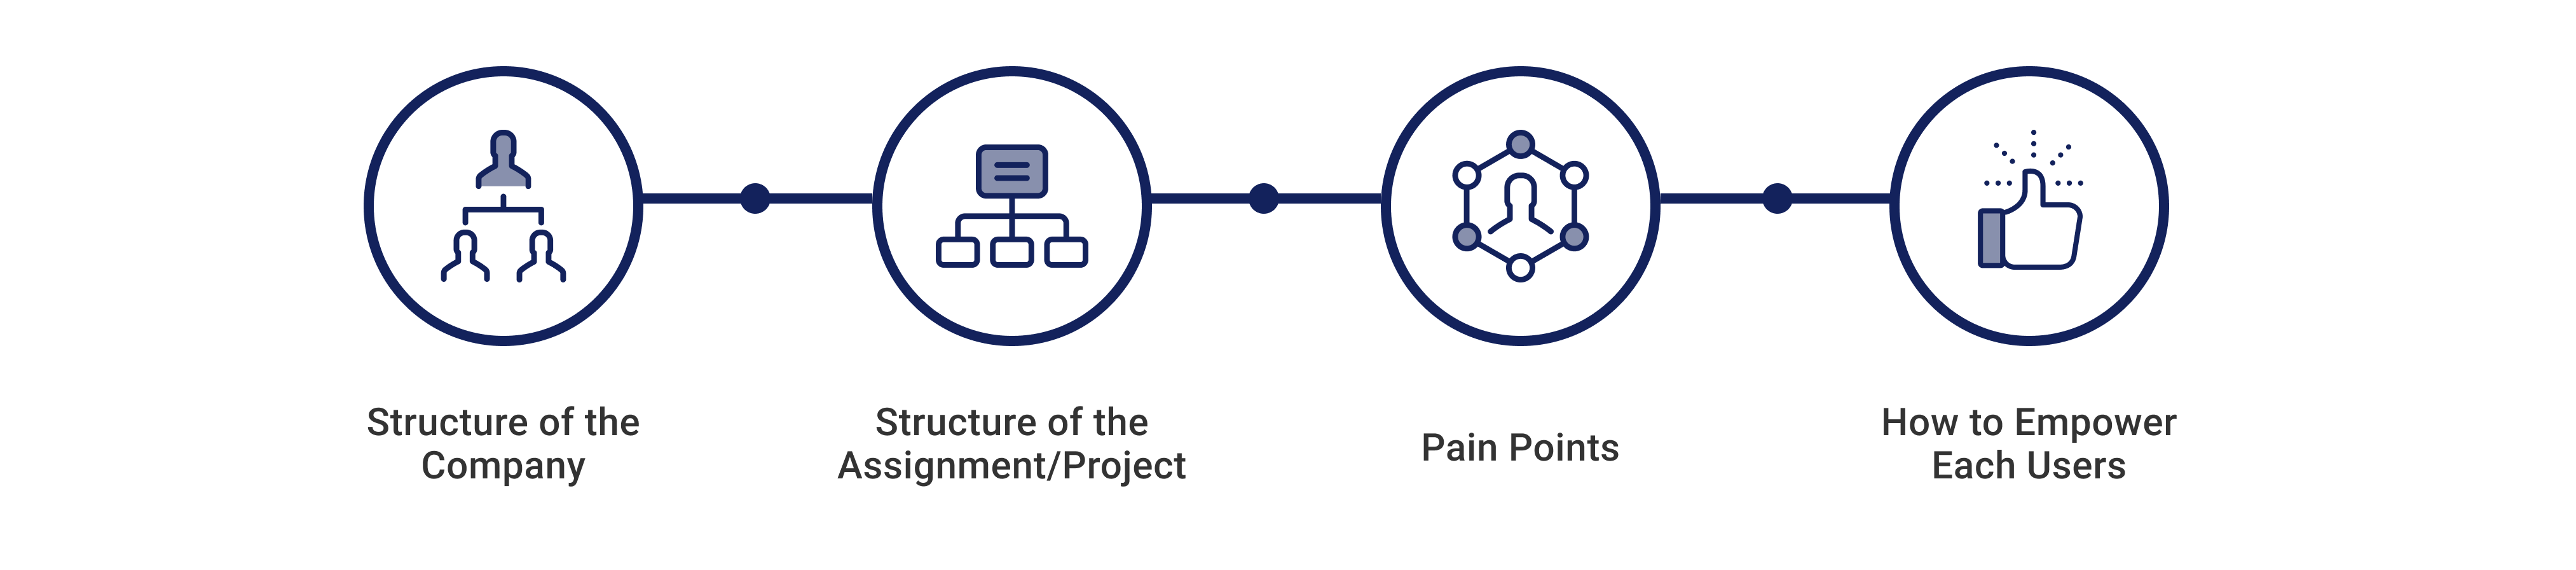 Structure of the
Company
Structure of the
Assignment/Project
Pain Points
How to Empower
Each Users